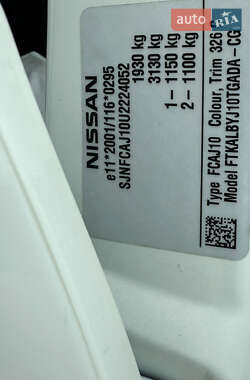 auto.
RIA
NISSAN
e11*2001/116*0295
SJNFCAJ10U2224052
1930 kg
3130 kg
1 – 1150 kg
2 – 1100 kg
Type FCAJ10 Colour, Trim 326
Model FTKALBYJ10TGADA - CG